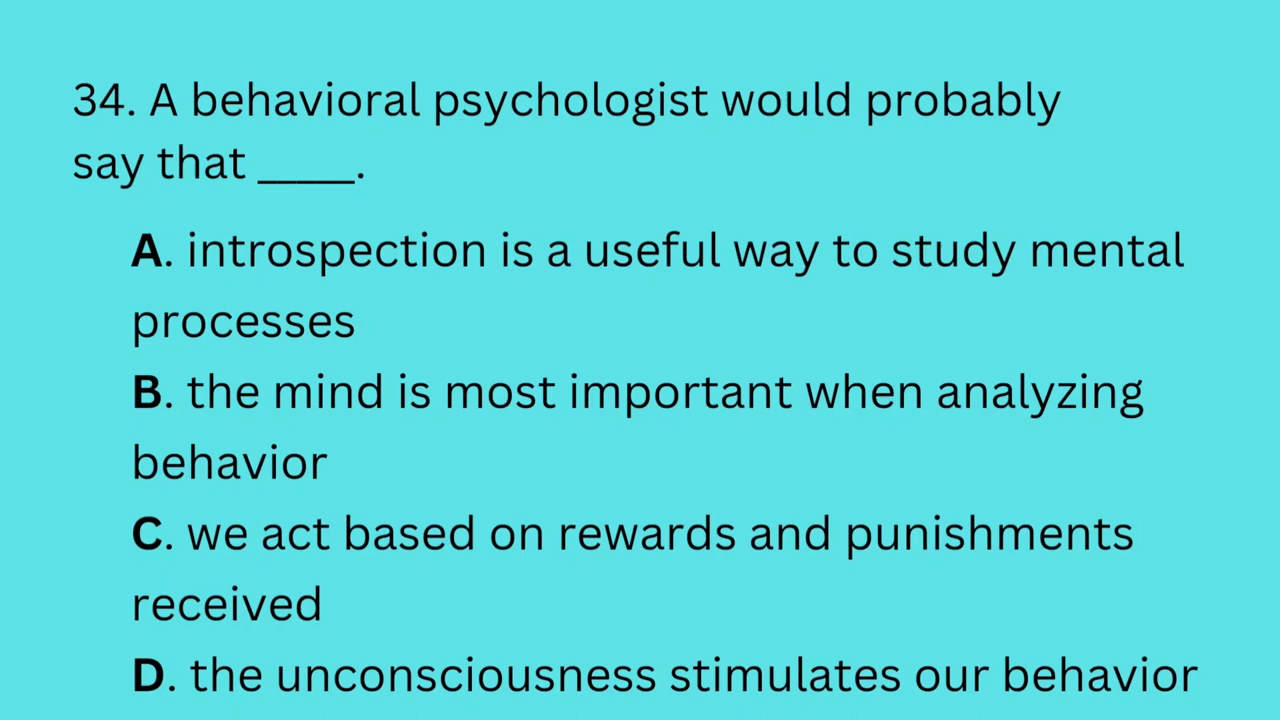 34. A behavioral psychologist would probably
say that _____.
A. introspection is a useful way to study mental
processes
B. the mind is most important when analyzing
behavior
C. we act based on rewards and punishments
received
D. the unconsciousness stimulates our behavior